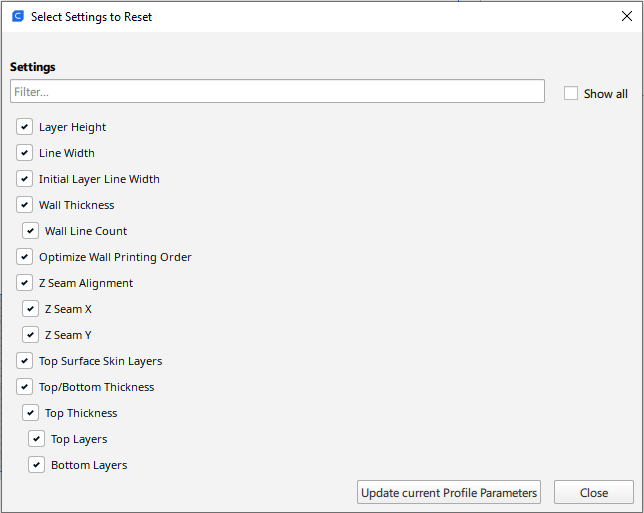 Select Settings to Reset
Settings
Filter...
Show all
Layer Height
Line Width
Initial Layer Line Width
Wall Thickness
Wall Line Count
Optimize Wall Printing Order
Z Seam Alignment
Z Seam X
Z Seam Y
Top Surface Skin Layers
Top/Bottom Thickness
Top Thickness
Top Layers
Bottom Layers
Update current Profile Parameters
Close